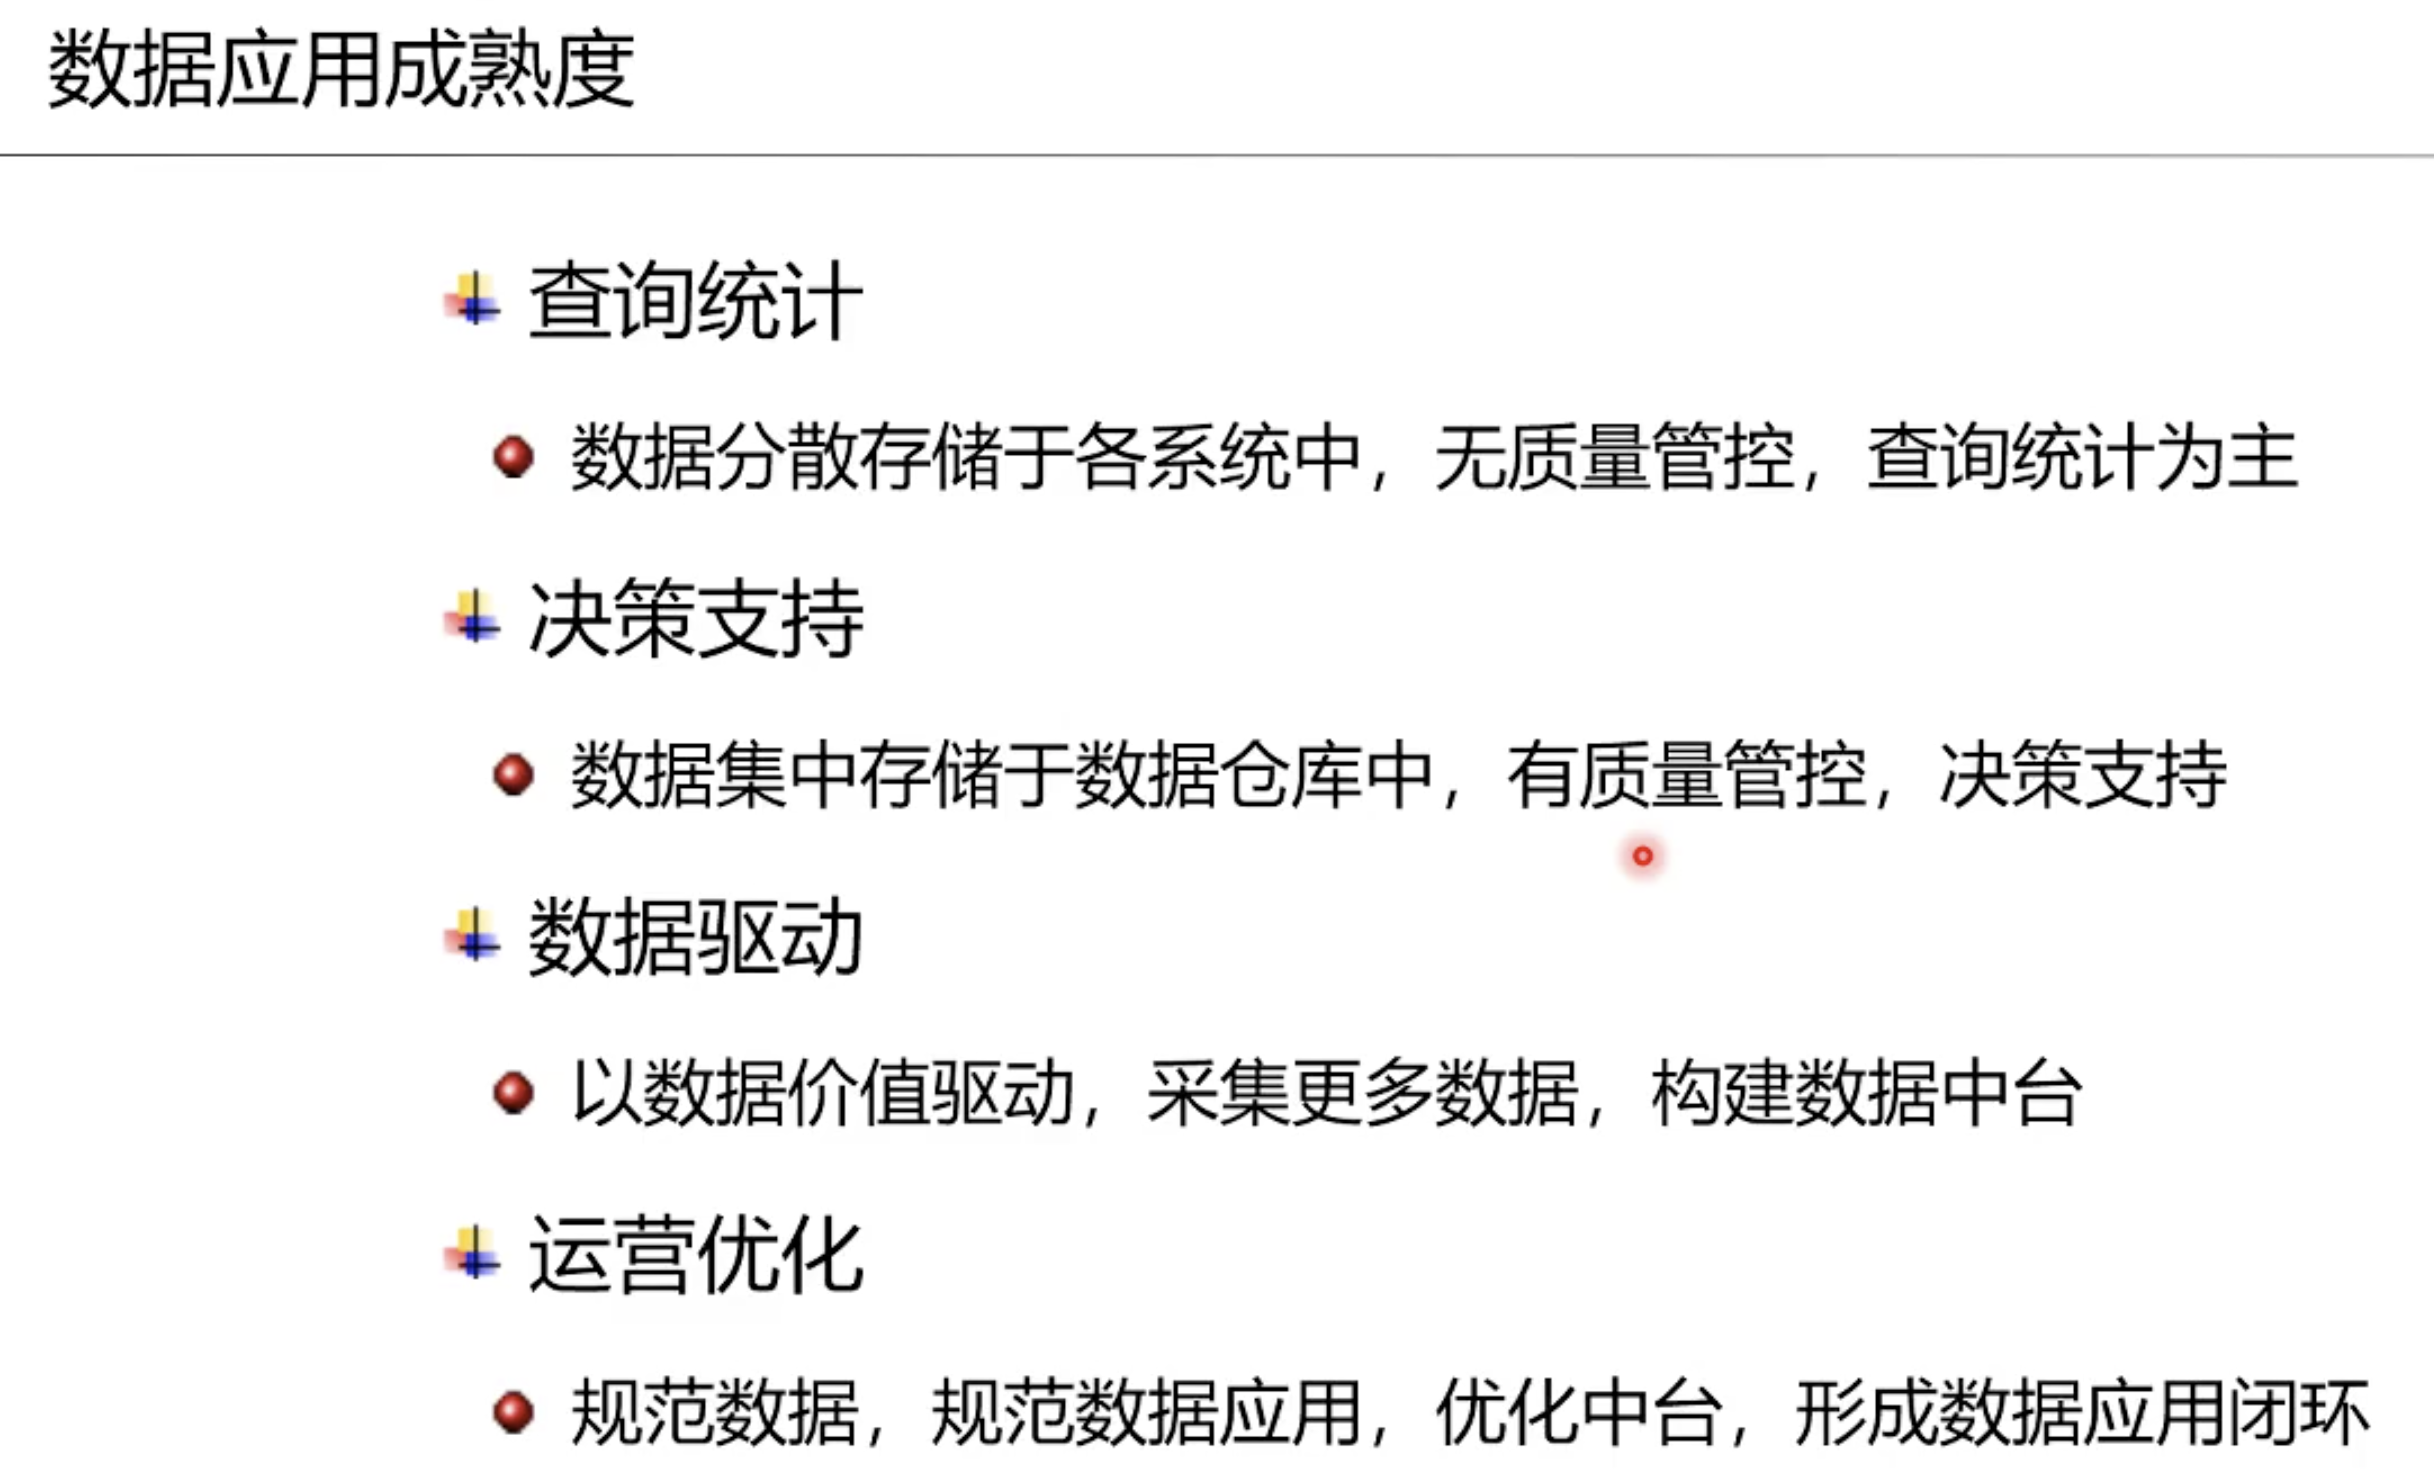 数据应用成熟度
查询统计
数据分散存储于各系统中，无质量管控，查询统计为主
决策支持
数据集中存储于数据仓库中，有质量管控，决策支持
数据驱动
以数据价值驱动，采集更多数据，构建数据中台
运营优化
规范数据，规范数据应用，优化中台，形成数据应用闭环